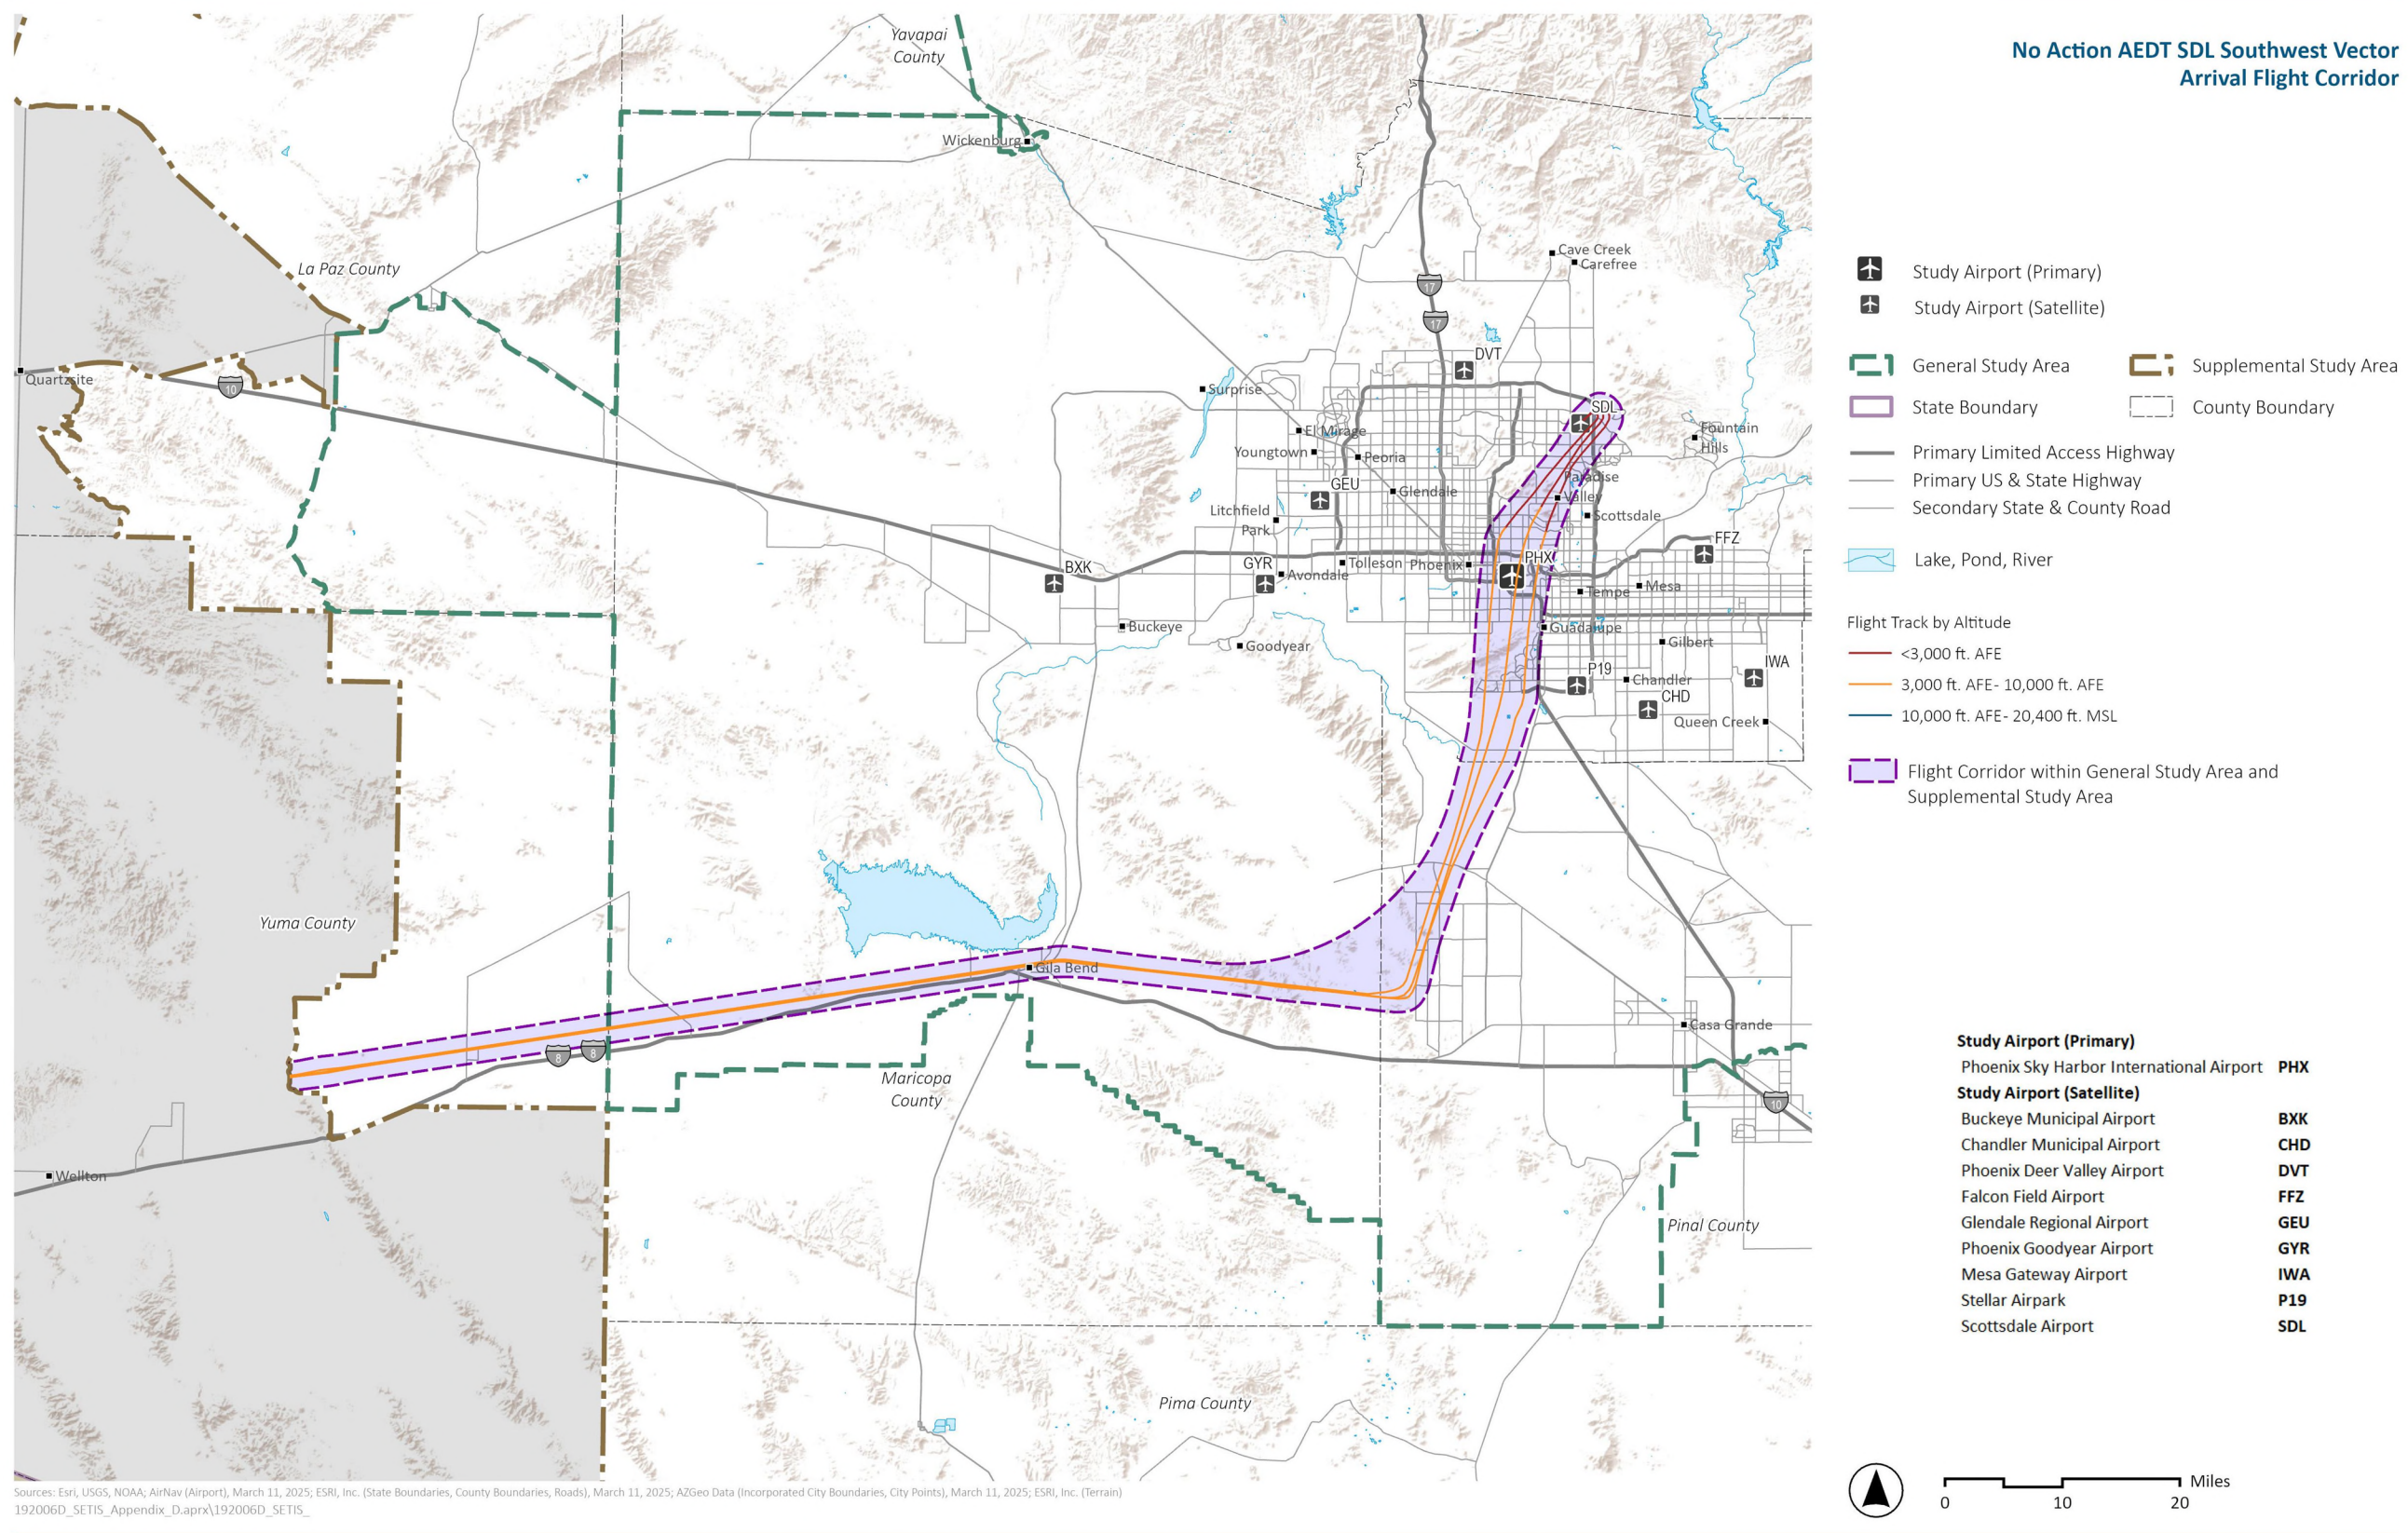 No Action AEDT SDL Southwest Vector
Arrival Flight Corridor
Yavapai
County
Wickenburg
La Paz County
Quartzsite
10
17
17
Cave Creek
Carefree
DVT
Surprise
SDL
El Mirage
Fountain
Hills
Youngtown
Peoria
Paradise
Valley
GEU
Glendale
Litchfield
Park
Scottsdale
FFZ
BXK
GYR
Avondale
Tolleson
Phoenix
PHX
Tempe
Mesa
Buckeye
Goodyear
Guadalupe
Gilbert
P19
Chandler
IWA
CHD
Queen Creek
Yuma County
Gila Bend
8
8
Casa Grande
Maricopa
County
10
Wellton
Pinal County
Pima County
Study Airport (Primary)
Study Airport (Satellite)
General Study Area
Supplemental Study Area
State Boundary
County Boundary
Primary Limited Access Highway
Primary US & State Highway
Secondary State & County Road
Lake, Pond, River
Flight Track by Altitude
<3,000 ft. AFE
3,000 ft. AFE- 10,000 ft. AFE
10,000 ft. AFE- 20,400 ft. MSL
Flight Corridor within General Study Area and
Supplemental Study Area
Study Airport (Primary)
Phoenix Sky Harbor International Airport PHX
Study Airport (Satellite)
Buckeye Municipal Airport BXK
Chandler Municipal Airport CHD
Phoenix Deer Valley Airport DVT
Falcon Field Airport FFZ
Glendale Regional Airport GEU
Phoenix Goodyear Airport GYR
Mesa Gateway Airport IWA
Stellar Airpark P19
Scottsdale Airport SDL
Miles
0 10 20
Sources: Esri, USGS, NOAA; AirNav (Airport), March 11, 2025; ESRI, Inc. (State Boundaries, County Boundaries, Roads), March 11, 2025; AZGeo Data (Incorporated City Boundaries, City Points), March 11, 2025; ESRI, Inc. (Terrain)
192006D_SETIS_Appendix_D.aprx\192006D_SETIS_